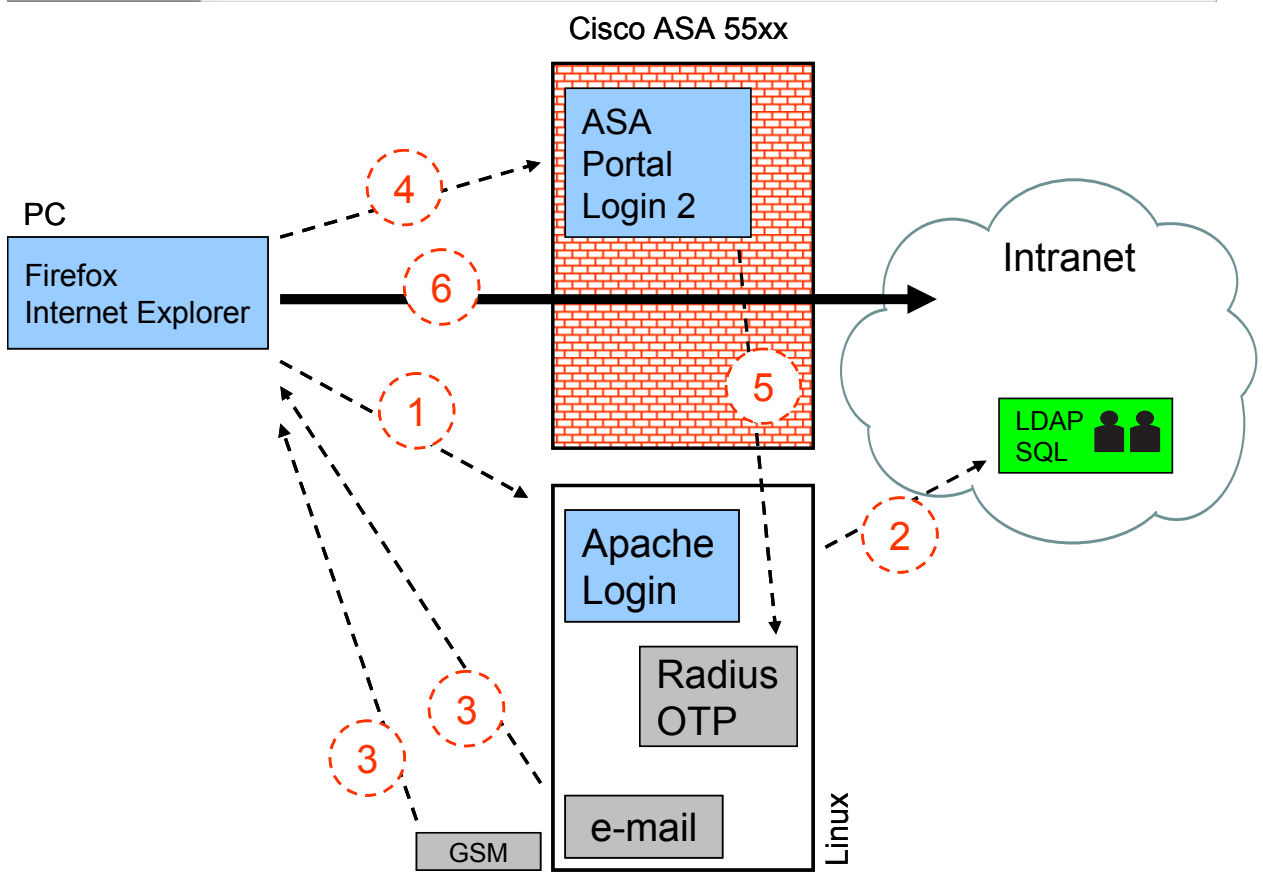 Cisco ASA 55xx
ASA
Portal
Login 2
4
PC
Firefox
Internet Explorer
6
Intranet
1
5
LDAP
SQL
2
Apache
Login
Radius
OTP
3
3
e-mail
GSM
Linux